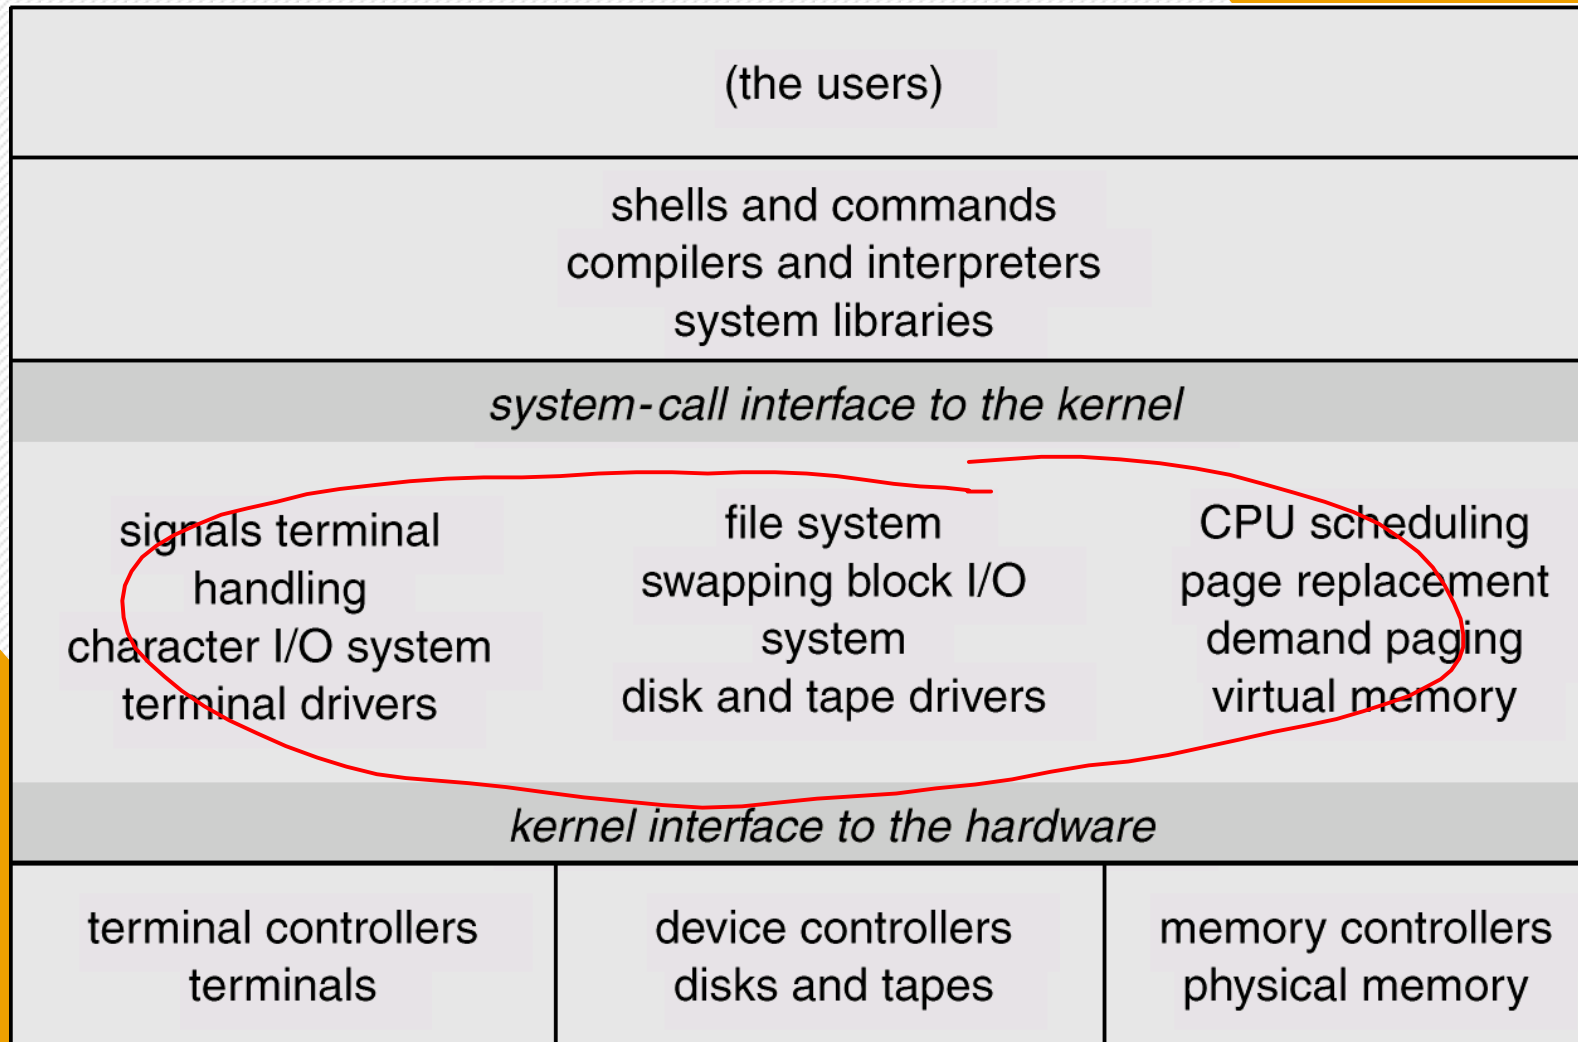 (the users)
shells and commands
compilers and interpreters
system libraries
system-call interface to the kernel
signals terminal
handling
character I/O system
terminal drivers
file system
swapping block I/O
system
disk and tape drivers
CPU scheduling
page replacement
demand paging
virtual memory
kernel interface to the hardware
terminal controllers
terminals
device controllers
disks and tapes
memory controllers
physical memory